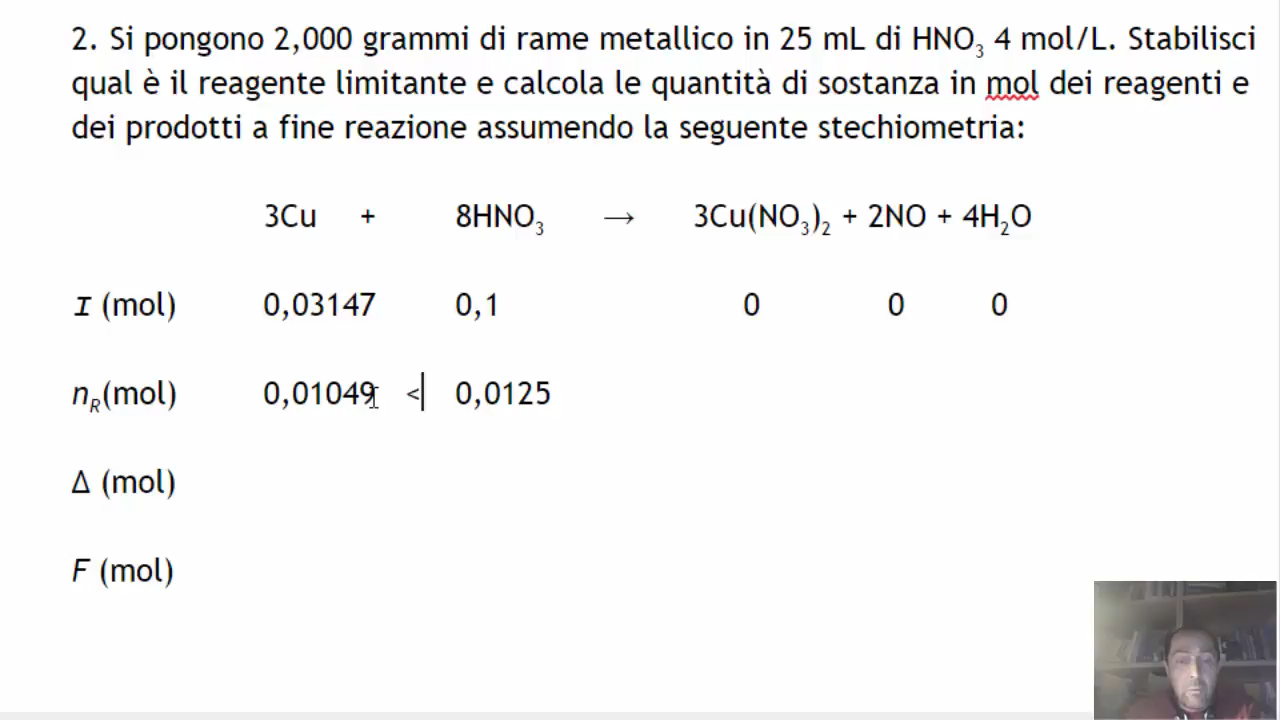 2. Si pongono 2,000 grammi di rame metallico in 25 mL di HNO₃ 4 mol/L. Stabilisci
qual è il reagente limitante e calcola le quantità di sostanza in mol dei reagenti e
dei prodotti a fine reazione assumendo la seguente stechiometria:
3Cu + 8HNO₃ → 3Cu(NO₃)₂ + 2NO + 4H₂O
I (mol) 0,03147 0,1 0 0 0
n_R(mol) 0,01049 < 0,0125
Δ (mol)
F (mol)